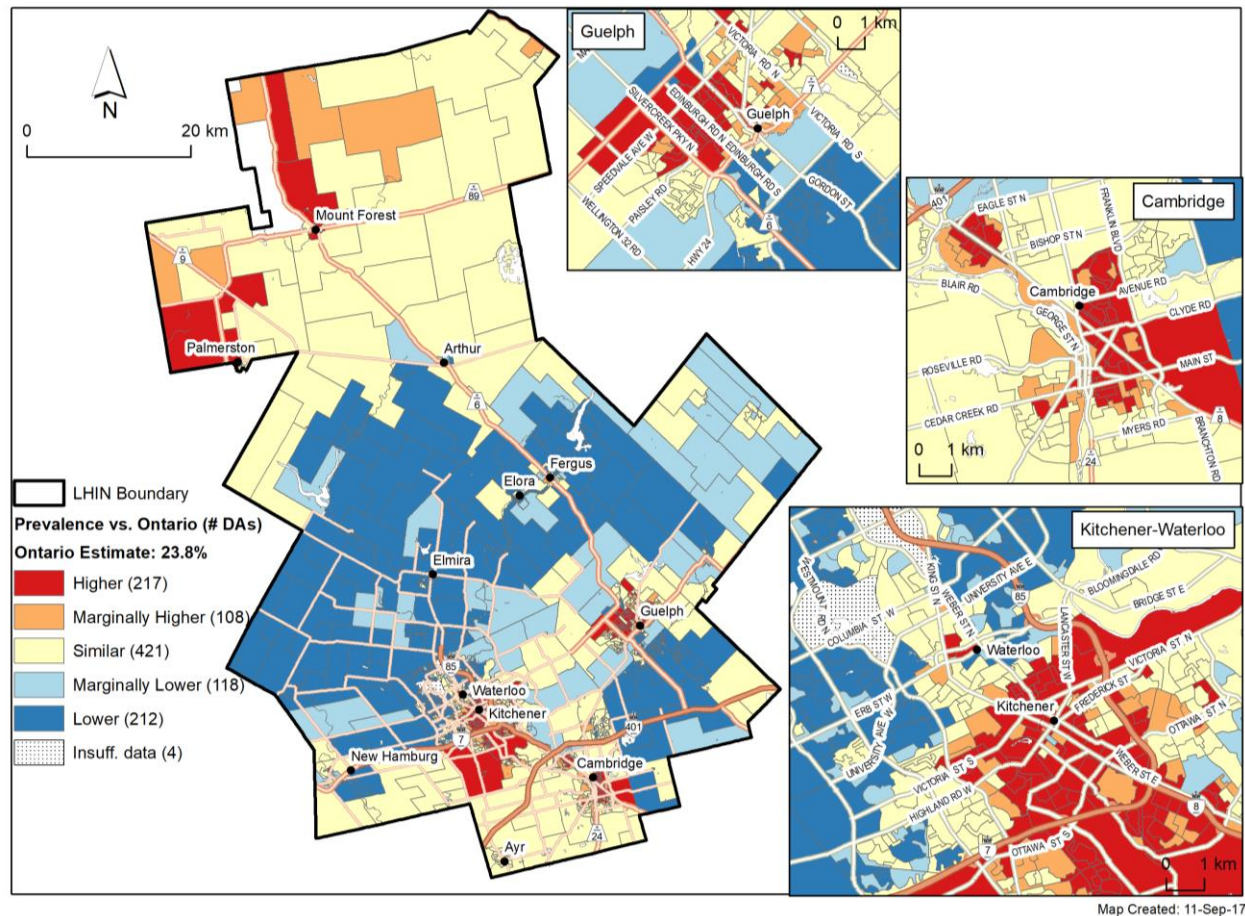 N
0
20 km
Mount Forest
89
9
Palmerston
Arthur
6
Fergus
Elora
Elmira
Guelph
85
Waterloo
Kitchener
7
401
New Hamburg
Cambridge
24
Ayr
LHIN Boundary
Prevalence vs. Ontario (# DAs)
Ontario Estimate: 23.8%
Higher (217)
Marginally Higher (108)
Similar (421)
Marginally Lower (118)
Lower (212)
Insuff. data (4)
Guelph
0 1 km
VICTORIA RD N
7
SILVERCREEK PKY N
EDINBURGH RD N
EDINBURGH RD S
Guelph
VICTORIA RD S
SPEEDVALE AVE W
PAISLEY RD
GORDON ST
WELLINGTON 32 RD
HWY 24
6
Cambridge
401
EAGLE ST N
FRANKLIN BLVD
BISHOP ST N
BLAIR RD
Cambridge
AVENUE RD
GEORGE ST N
CLYDE RD
ROSEVILLE RD
MAIN ST
CEDAR CREEK RD
MYERS RD
8
BRANCHTON RD
24
0 1 km
Kitchener-Waterloo
WESTMOUNT RD N
KING ST N
WEBER ST N
UNIVERSITY AVE E
85
BLOOMINGDALE RD
BRIDGE ST E
COLUMBIA ST W
LANCASTER ST W
Waterloo
VICTORIA ST N
FREDERICK ST
ERB ST W
Kitchener
OTTAWA ST N
UNIVERSITY AVE W
VICTORIA ST S
WEBER ST E
HIGHLAND RD W
8
7
OTTAWA ST S
0 1 km
Map Created: 11-Sep-17